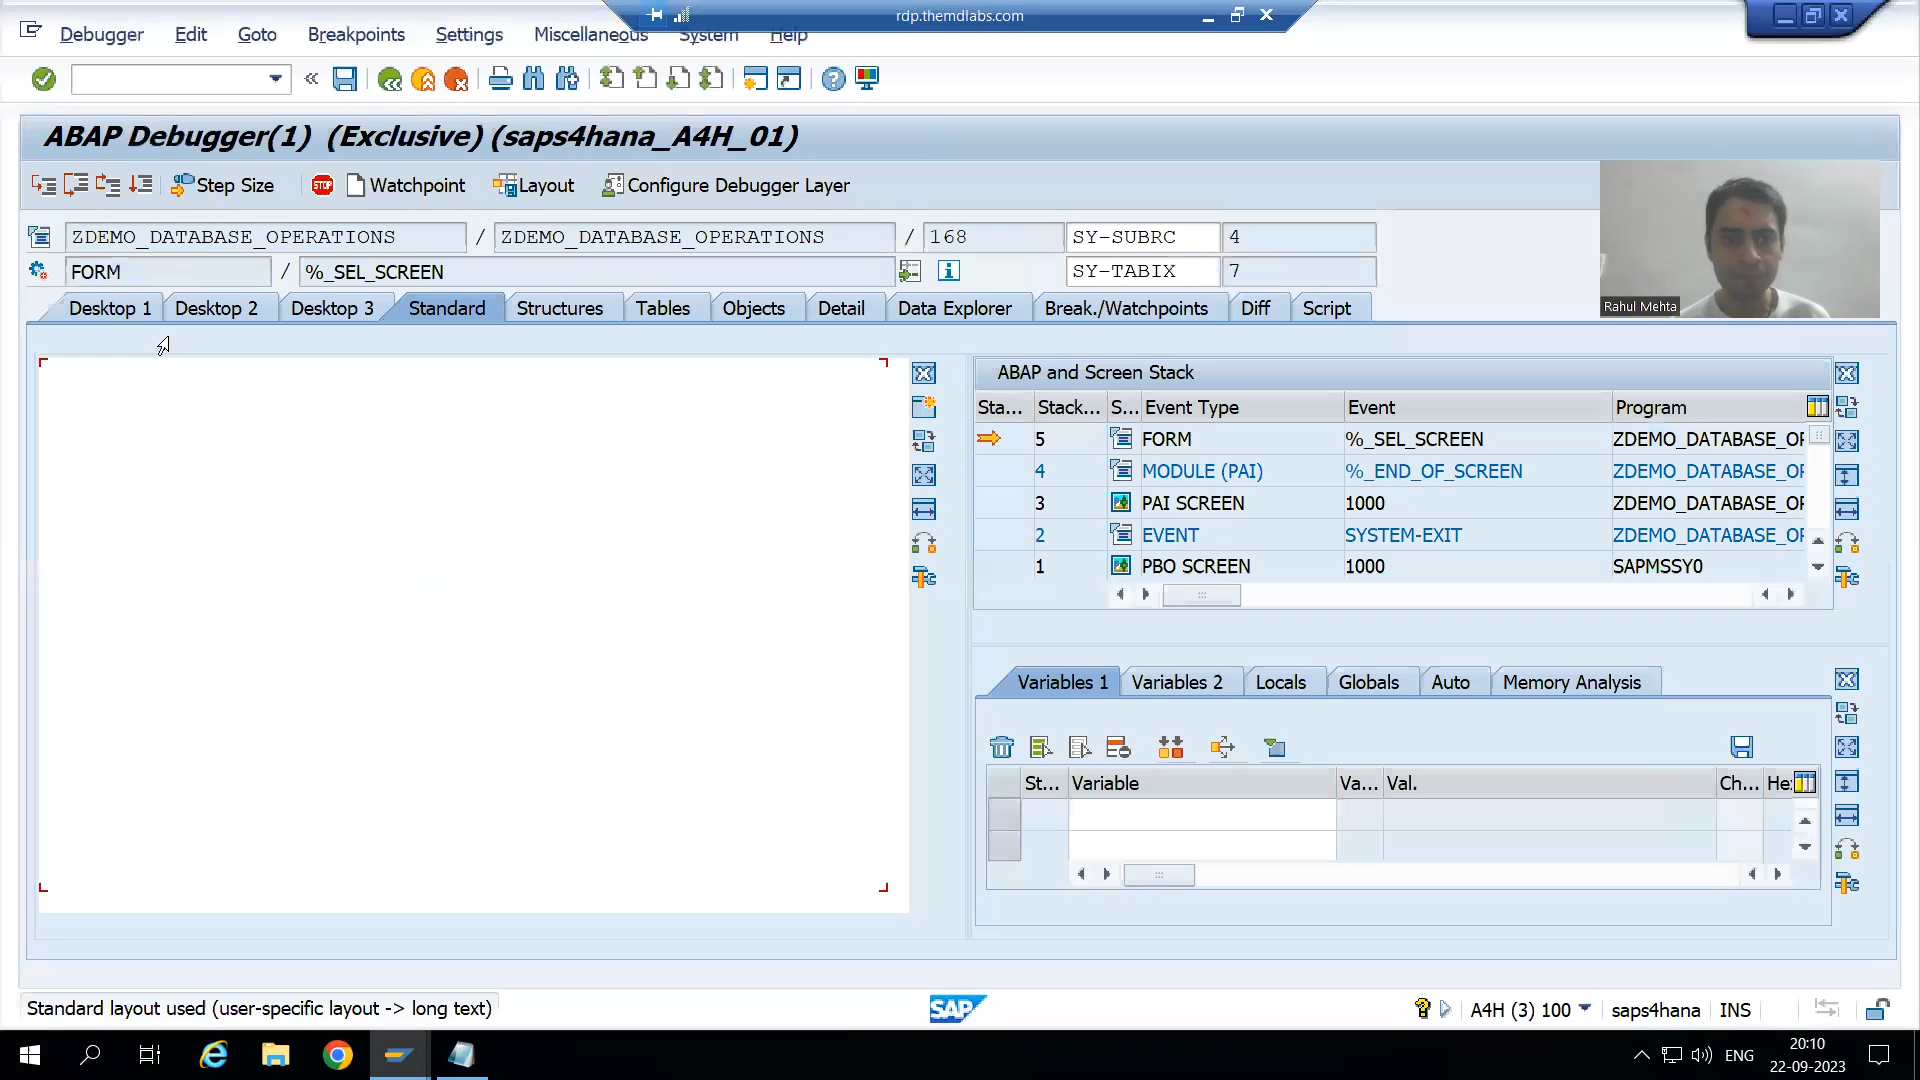 rdp.themdlabs.com
Debugger Edit Goto Breakpoints Settings Miscellaneous System Help
ABAP Debugger(1) (Exclusive) (saps4hana_A4H_01)
Step Size STOP Watchpoint Layout Configure Debugger Layer
ZDEMO_DATABASE_OPERATIONS / ZDEMO_DATABASE_OPERATIONS / 168 SY-SUBRC 4
FORM / %_SEL_SCREEN SY-TABIX 7
Rahul Mehta
Desktop 1 Desktop 2 Desktop 3 Standard Structures Tables Objects Detail Data Explorer Break./Watchpoints Diff Script
ABAP and Screen Stack
Sta... Stack... S... Event Type Event Program
5 FORM %_SEL_SCREEN ZDEMO_DATABASE_OP
4 MODULE (PAI) %_END_OF_SCREEN ZDEMO_DATABASE_OP
3 PAI SCREEN 1000 ZDEMO_DATABASE_OP
2 EVENT SYSTEM-EXIT ZDEMO_DATABASE_OP
1 PBO SCREEN 1000 SAPMSSY0
Variables 1 Variables 2 Locals Globals Auto Memory Analysis
St... Variable Va... Val. Ch... He
Standard layout used (user-specific layout -> long text)
SAP
A4H (3) 100 saps4hana INS
ENG
20:10
22-09-2023